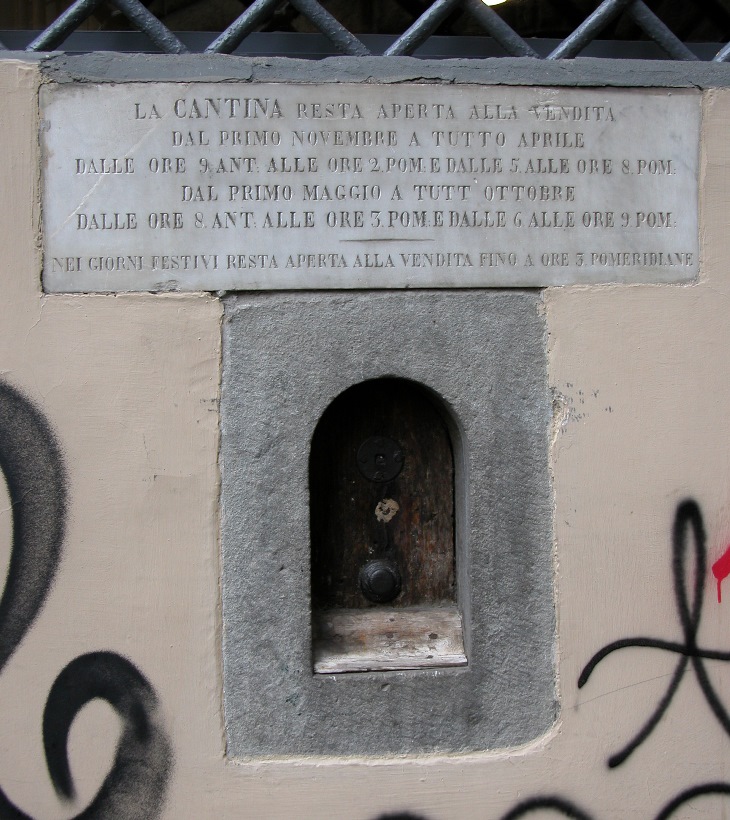 LA CANTINA RESTA APERTA ALLA VENDITA
DAL PRIMO NOVEMBRE A TUTTO APRILE
DALLE ORE 9. ANT: ALLE ORE 2. POM: E DALLE 5. ALLE ORE 8. POM:
DAL PRIMO MAGGIO A TUTT' OTTOBRE
DALLE ORE 8. ANT: ALLE ORE 3. POM: E DALLE 6 ALLE ORE 9. POM:
NEI GIORNI FESTIVI RESTA APERTA ALLA VENDITA FINO A ORE 3. POMERIDIANE